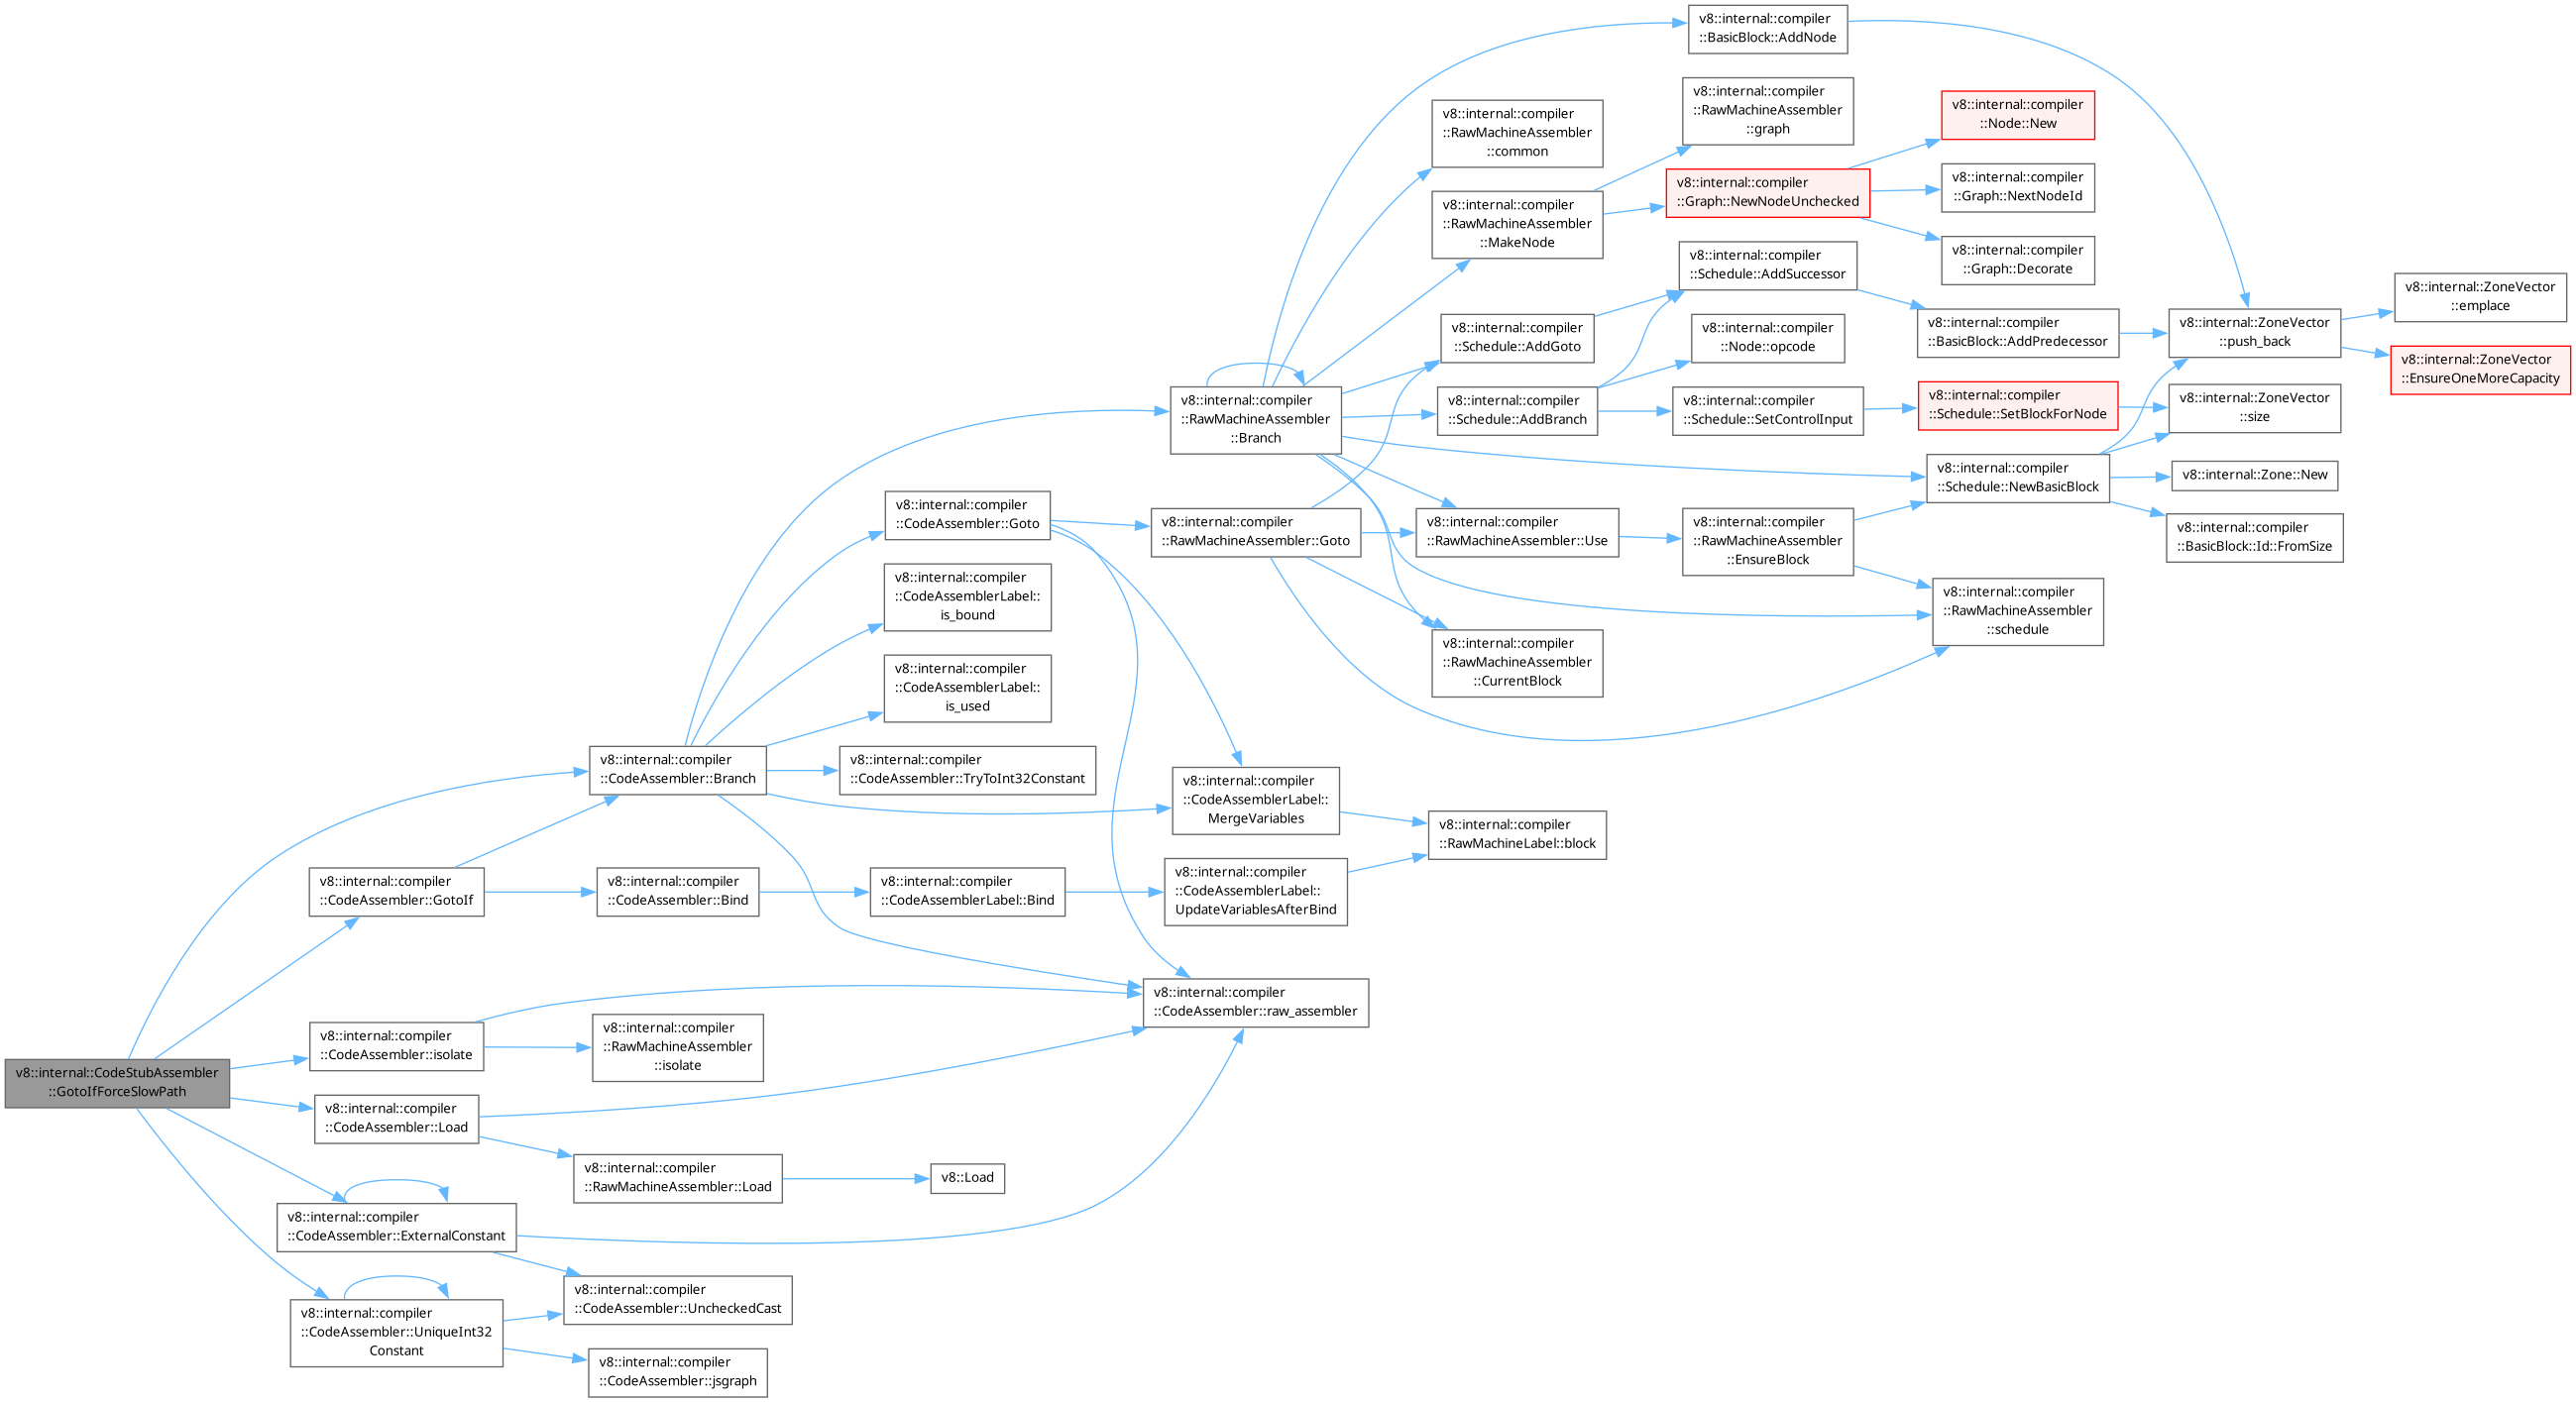 v8::internal::CodeStubAssembler
::GotoIfForceSlowPath
v8::internal::compiler
::CodeAssembler::Branch
v8::internal::compiler
::CodeAssembler::GotoIf
v8::internal::compiler
::CodeAssembler::isolate
v8::internal::compiler
::CodeAssembler::Load
v8::internal::compiler
::CodeAssembler::ExternalConstant
v8::internal::compiler
::CodeAssembler::UniqueInt32
Constant
v8::internal::compiler
::CodeAssembler::Bind
v8::internal::compiler
::RawMachineAssembler
::isolate
v8::internal::compiler
::RawMachineAssembler::Load
v8::internal::compiler
::CodeAssembler::UncheckedCast
v8::internal::compiler
::CodeAssembler::jsgraph
v8::internal::compiler
::CodeAssembler::Goto
v8::internal::compiler
::CodeAssemblerLabel::
is_bound
v8::internal::compiler
::CodeAssemblerLabel::
is_used
v8::internal::compiler
::CodeAssembler::TryToInt32Constant
v8::internal::compiler
::CodeAssemblerLabel::Bind
v8::Load
v8::internal::compiler
::RawMachineAssembler
::Branch
v8::internal::compiler
::RawMachineAssembler::Goto
v8::internal::compiler
::CodeAssemblerLabel::
MergeVariables
v8::internal::compiler
::CodeAssemblerLabel::
UpdateVariablesAfterBind
v8::internal::compiler
::CodeAssembler::raw_assembler
v8::internal::compiler
::RawMachineAssembler
::common
v8::internal::compiler
::RawMachineAssembler
::MakeNode
v8::internal::compiler
::Schedule::AddGoto
v8::internal::compiler
::Schedule::AddBranch
v8::internal::compiler
::RawMachineAssembler::Use
v8::internal::compiler
::RawMachineAssembler
::CurrentBlock
v8::internal::compiler
::RawMachineLabel::block
v8::internal::compiler
::BasicBlock::AddNode
v8::internal::compiler
::RawMachineAssembler
::graph
v8::internal::compiler
::Graph::NewNodeUnchecked
v8::internal::compiler
::Schedule::AddSuccessor
v8::internal::compiler
::Node::opcode
v8::internal::compiler
::Schedule::SetControlInput
v8::internal::compiler
::RawMachineAssembler
::EnsureBlock
v8::internal::compiler
::Node::New
v8::internal::compiler
::Graph::NextNodeId
v8::internal::compiler
::Graph::Decorate
v8::internal::compiler
::BasicBlock::AddPredecessor
v8::internal::compiler
::Schedule::SetBlockForNode
v8::internal::compiler
::Schedule::NewBasicBlock
v8::internal::compiler
::RawMachineAssembler
::schedule
v8::internal::ZoneVector
::push_back
v8::internal::ZoneVector
::size
v8::internal::Zone::New
v8::internal::compiler
::BasicBlock::Id::FromSize
v8::internal::ZoneVector
::emplace
v8::internal::ZoneVector
::EnsureOneMoreCapacity